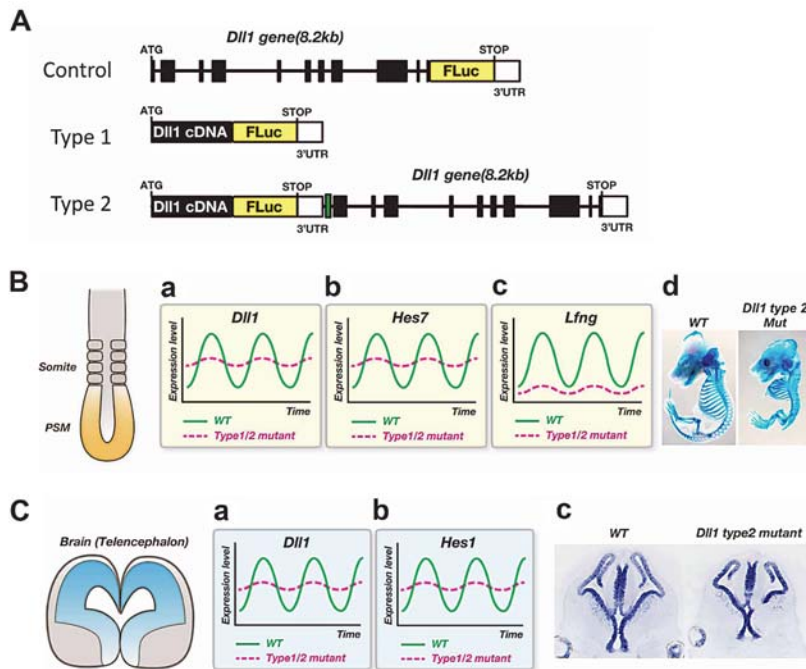 A
Dll1 gene(8.2kb)
ATG
STOP
Control
FLuc
3'UTR
ATG
STOP
Type 1
Dll1 cDNA
FLuc
3'UTR
Dll1 gene(8.2kb)
ATG
STOP
STOP
Type 2
Dll1 cDNA
FLuc
3'UTR
3'UTR
B
Somite
PSM
a
Dll1
Expression level
Time
WT
Type1/2 mutant
b
Hes7
Expression level
Time
WT
Type1/2 mutant
c
Lfng
Expression level
Time
WT
Type1/2 mutant
d
WT
Dll1 type 2
Mut
C
Brain (Telencephalon)
a
Dll1
Expression level
Time
WT
Type1/2 mutant
b
Hes1
Expression level
Time
WT
Type1/2 mutant
c
WT
Dll1 type2 mutant